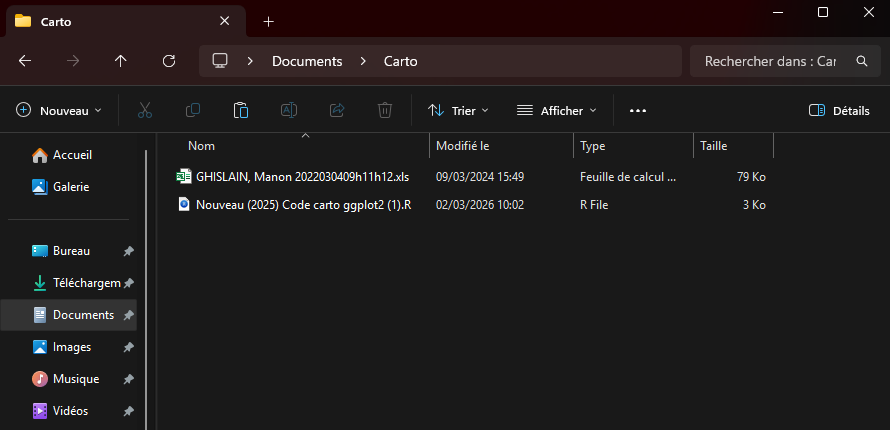 Carto
Documents
Carto
Rechercher dans : Car
Nouveau
Trier
Afficher
Détails
Accueil
Galerie
Bureau
Téléchargem
Documents
Images
Musique
Vidéos
Nom Modifié le Type Taille
GHISLAIN, Manon 2022030409h11h12.xls 09/03/2024 15:49 Feuille de calcul ... 79 Ko
Nouveau (2025) Code carto ggplot2 (1).R 02/03/2026 10:02 R File 3 Ko